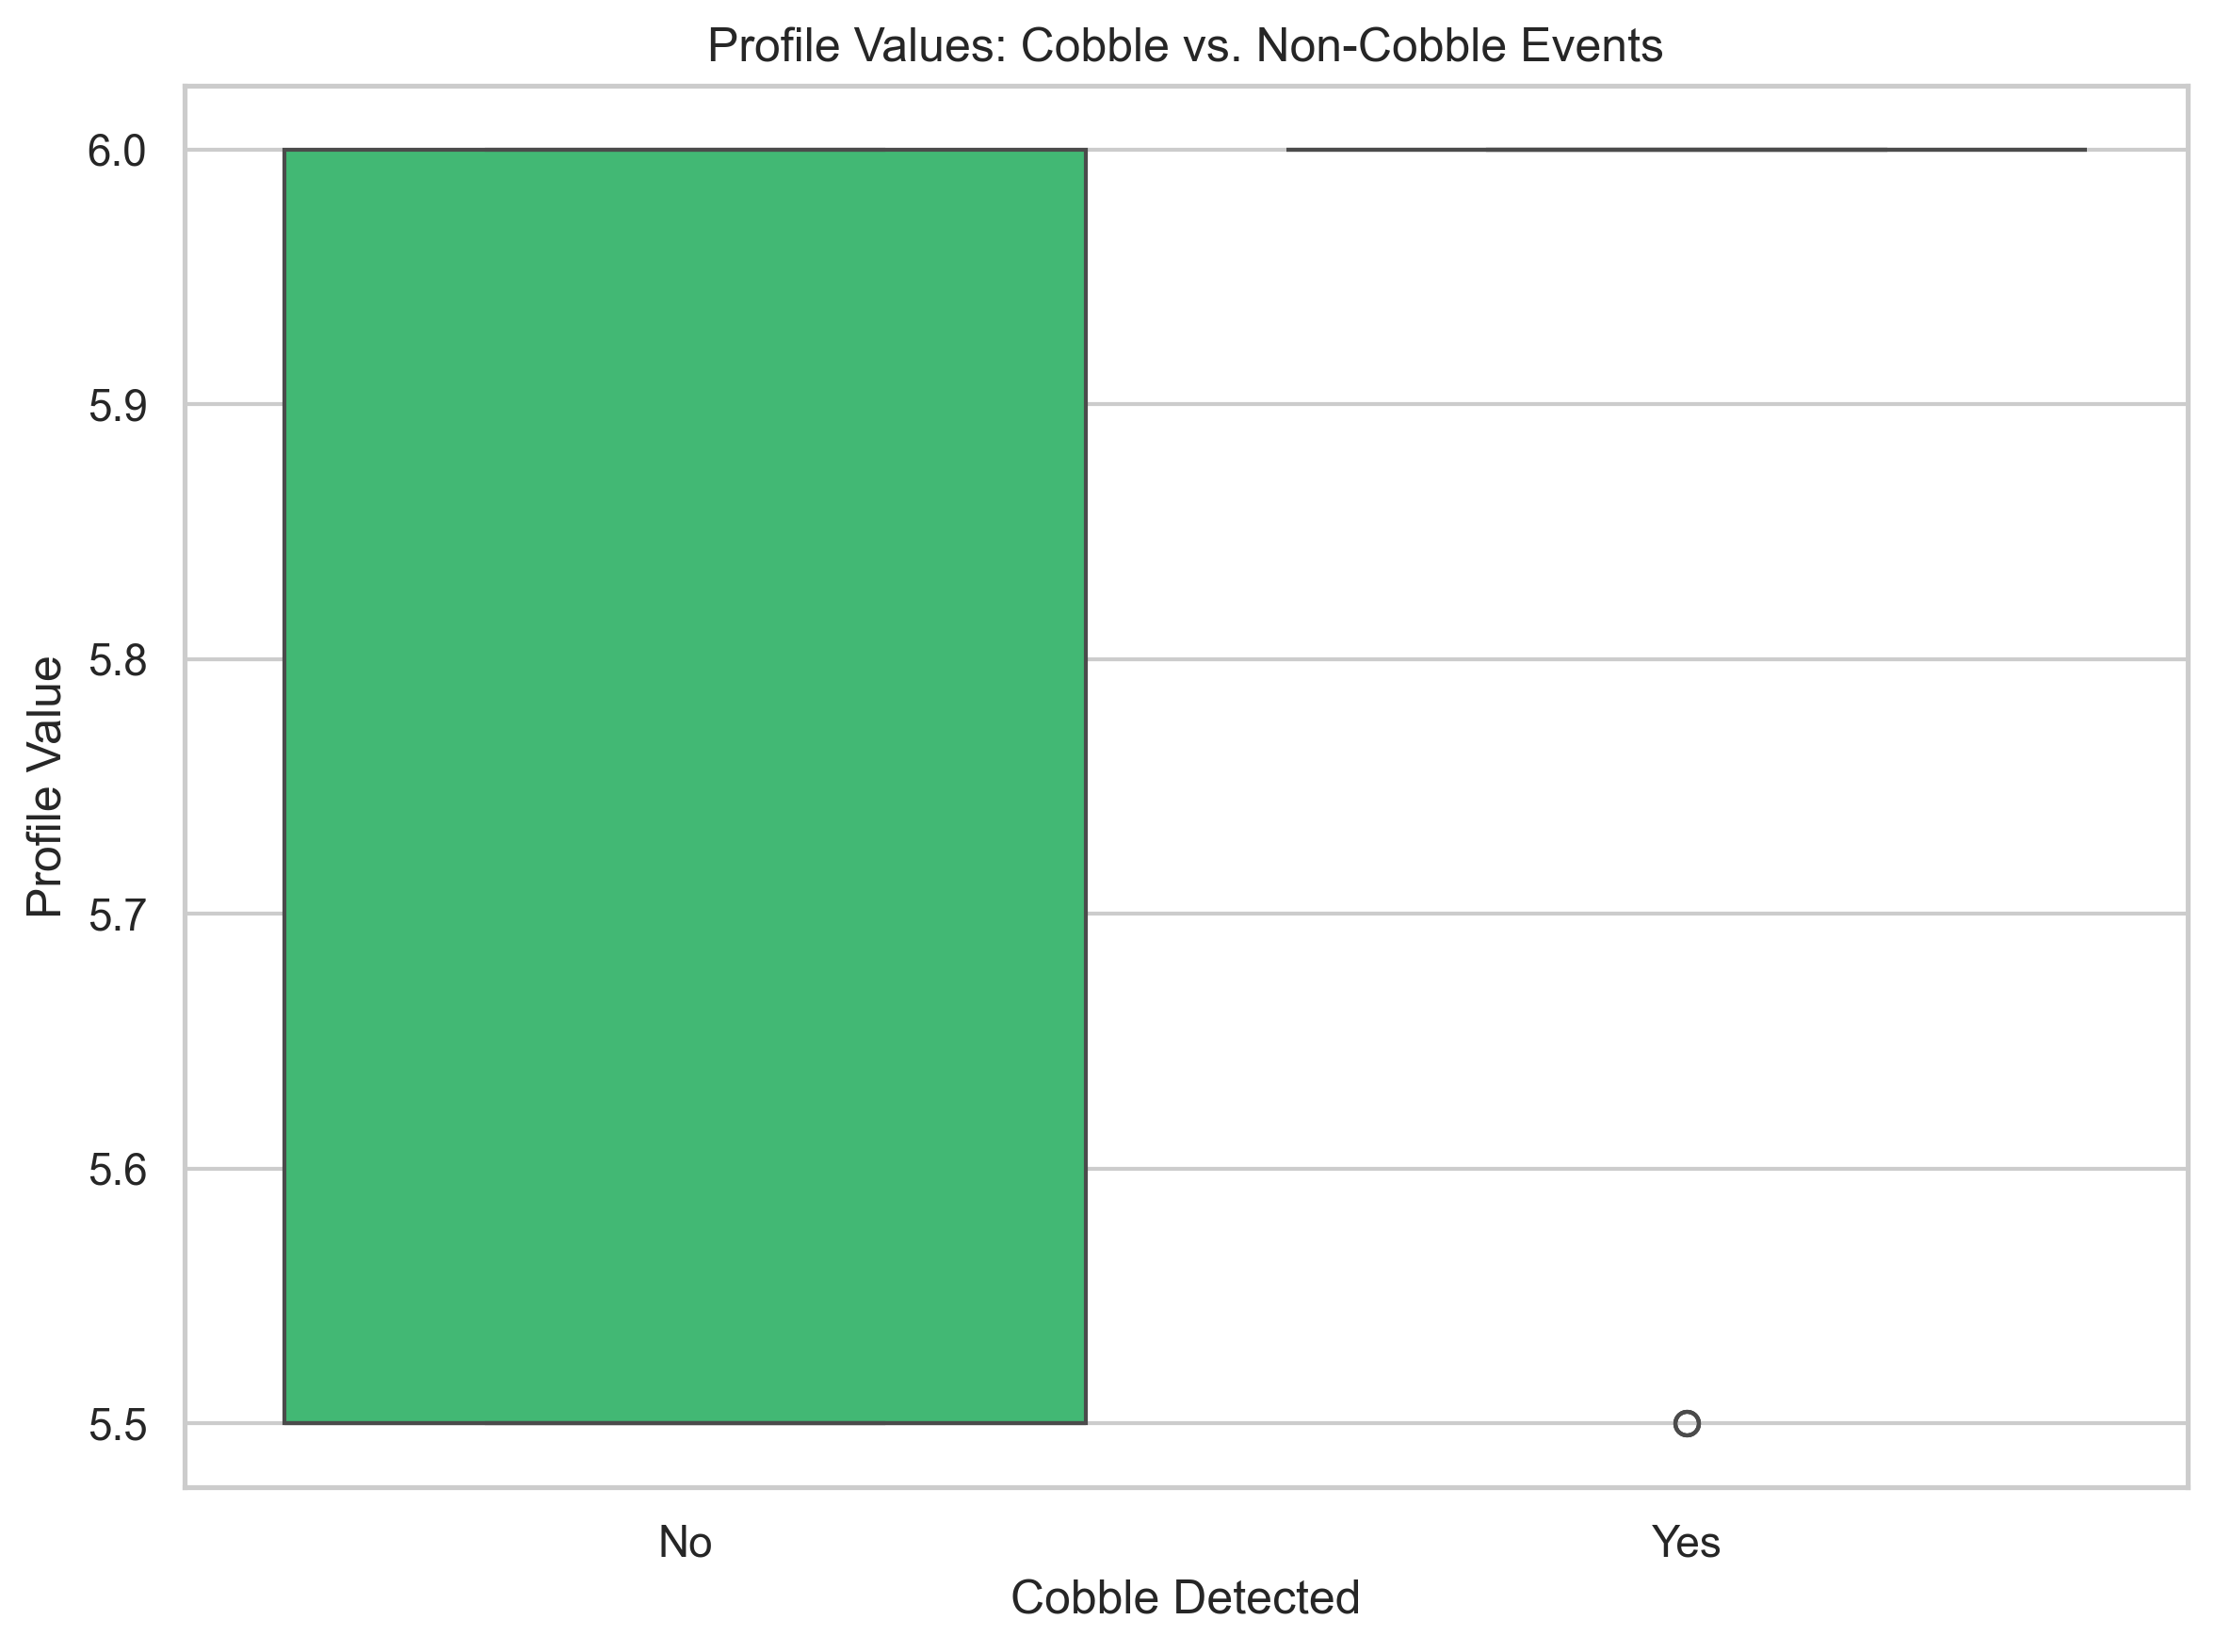 Profile Values: Cobble vs. Non-Cobble Events
Profile Value
6.0
5.9
5.8
5.7
5.6
5.5
No
Yes
Cobble Detected